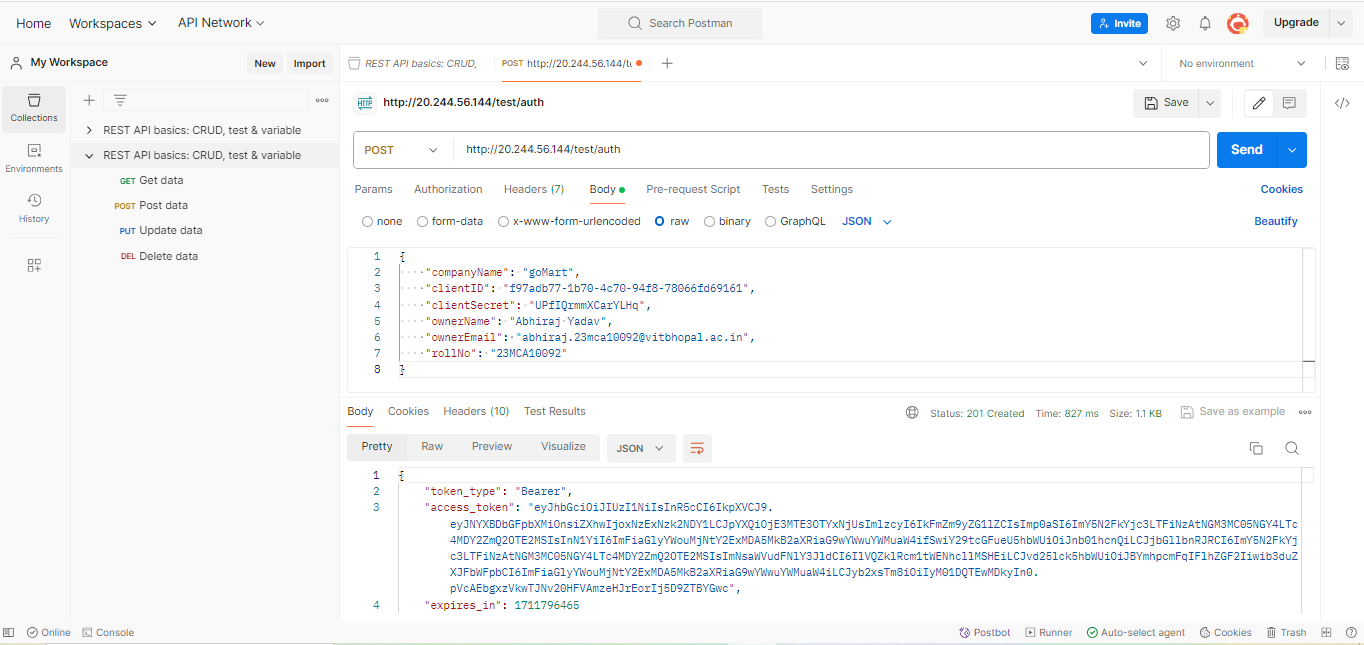 Home Workspaces API Network Search Postman Invite Upgrade
My Workspace New Import REST API basics: CRUD, POST http://20.244.56.144/t No environment
Collections
Environments
History
REST API basics: CRUD, test & variable
REST API basics: CRUD, test & variable
GET Get data
POST Post data
PUT Update data
DEL Delete data
HTTP http://20.244.56.144/test/auth Save
POST http://20.244.56.144/test/auth Send
Params Authorization Headers (7) Body Pre-request Script Tests Settings Cookies
none form-data x-www-form-urlencoded raw binary GraphQL JSON Beautify
1 {
2 "companyName": "goMart",
3 "clientID": "f97adb77-1b70-4c70-94f8-78066fd69161",
4 "clientSecret": "UPfIQrmmXCarYLHq",
5 "ownerName": "Abhiraj Yadav",
6 "ownerEmail": "abhiraj.23mca10092@vitbhopal.ac.in",
7 "rollNo": "23MCA10092"
8 }
Body Cookies Headers (10) Test Results Status: 201 Created Time: 827 ms Size: 1.1 KB Save as example
Pretty Raw Preview Visualize JSON
1 {
2 "token_type": "Bearer",
3 "access_token": "eyJhbGciOiJIUzI1NiIsInR5cCI6IkpXVCJ9.
4 "expires_in": 1711796465
Online Console Postbot Runner Auto-select agent Cookies Trash